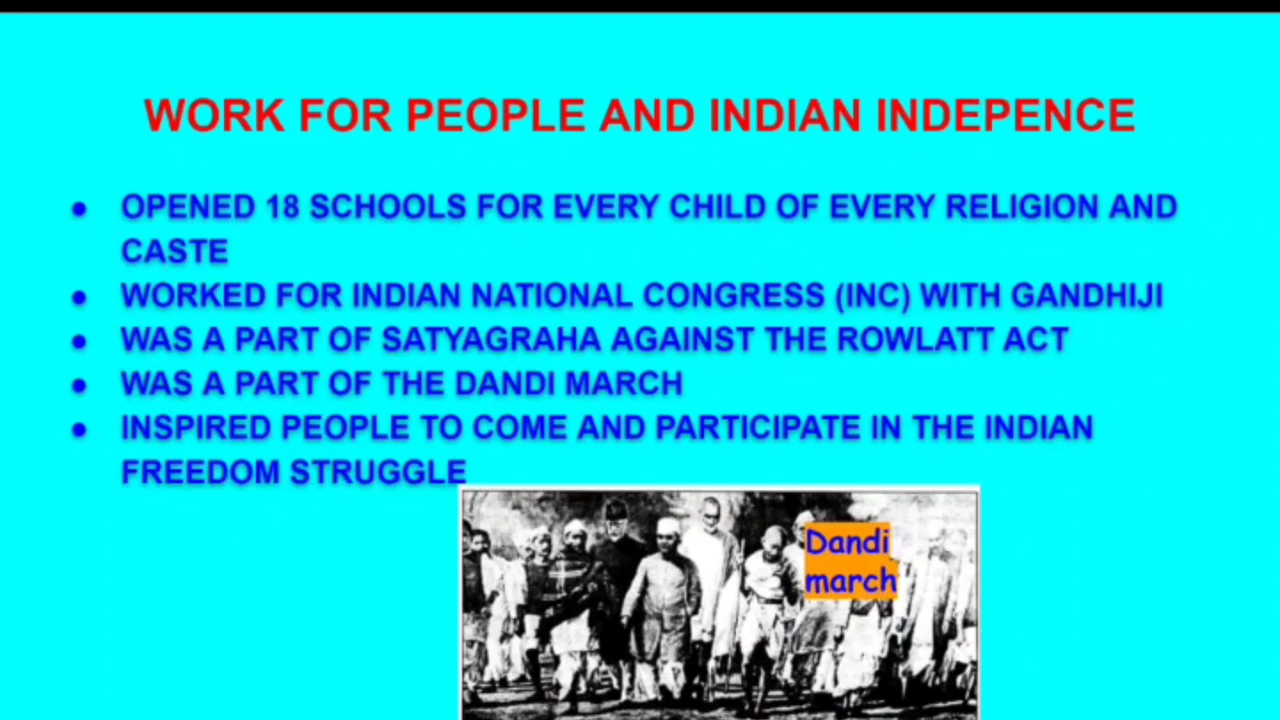 WORK FOR PEOPLE AND INDIAN INDEPENCE
● OPENED 18 SCHOOLS FOR EVERY CHILD OF EVERY RELIGION AND
CASTE
● WORKED FOR INDIAN NATIONAL CONGRESS (INC) WITH GANDHIJI
● WAS A PART OF SATYAGRAHA AGAINST THE ROWLATT ACT
● WAS A PART OF THE DANDI MARCH
● INSPIRED PEOPLE TO COME AND PARTICIPATE IN THE INDIAN
FREEDOM STRUGGLE
Dandi
march